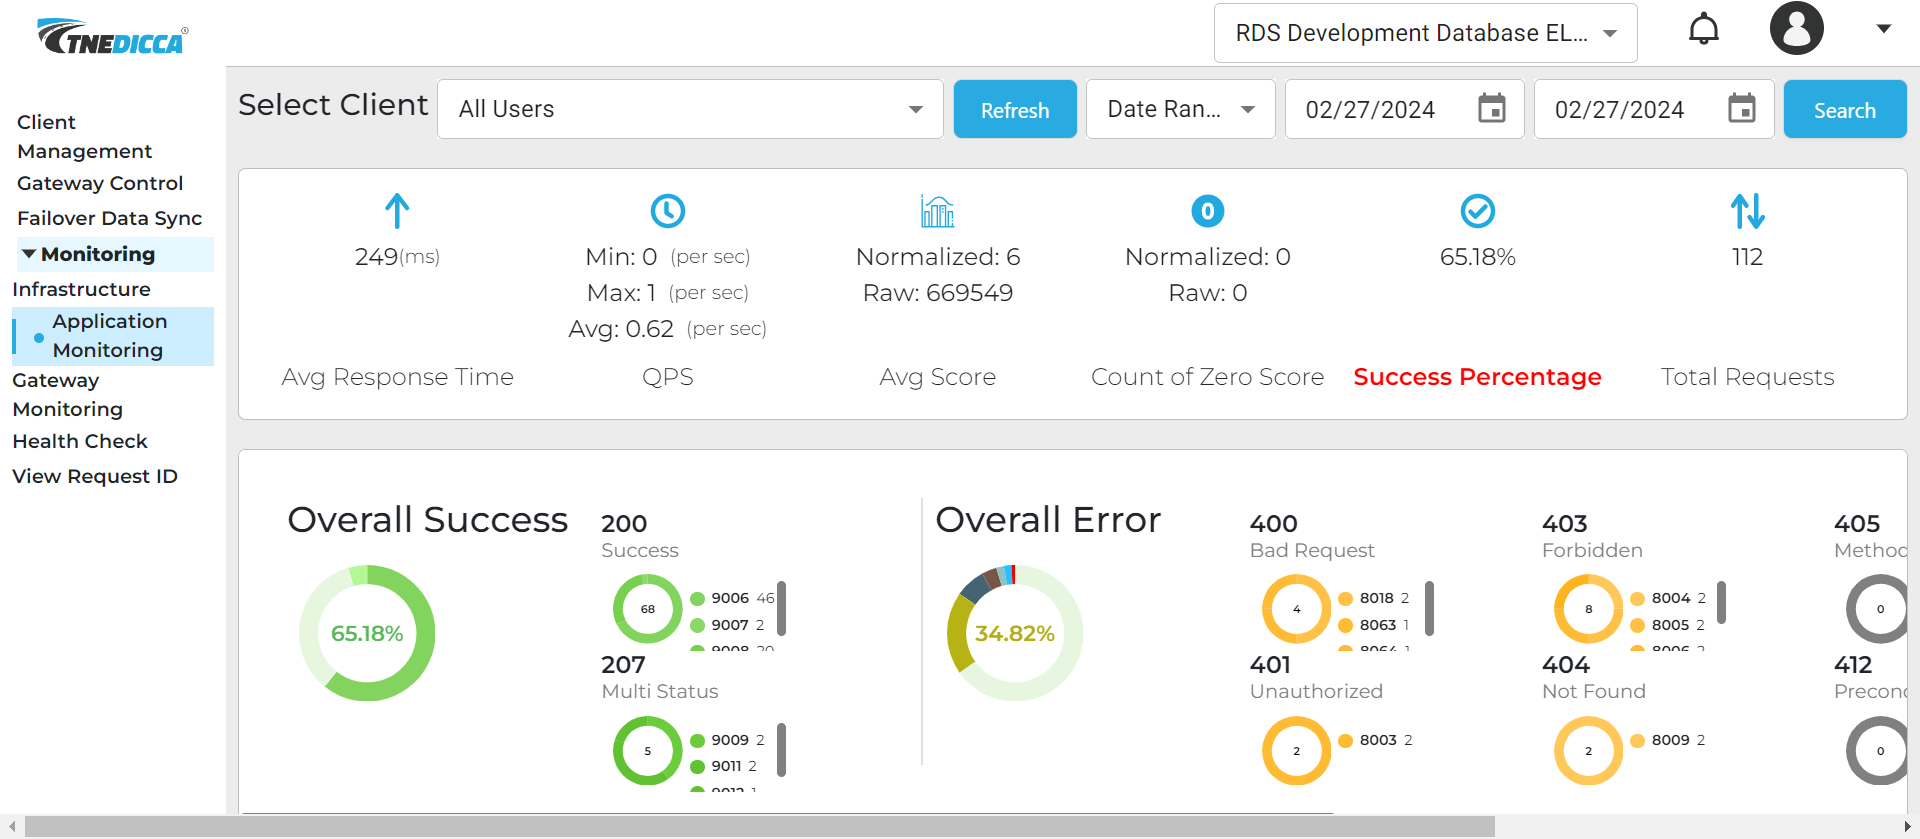 TNEDICCA®
RDS Development Database EL...
Select Client
All Users
Refresh
Date Ran...
02/27/2024
02/27/2024
Search
Client
Management
Gateway Control
Failover Data Sync
Monitoring
Infrastructure
Application
Monitoring
Gateway
Monitoring
Health Check
View Request ID
249(ms)
Avg Response Time
Min: 0 (per sec)
Max: 1 (per sec)
Avg: 0.62 (per sec)
QPS
Normalized: 6
Raw: 669549
Avg Score
0
Normalized: 0
Raw: 0
Count of Zero Score
65.18%
Success Percentage
112
Total Requests
Overall Success
65.18%
200
Success
68
9006 46
9007 2
9008 20
207
Multi Status
5
9009 2
9011 2
9012 1
Overall Error
34.82%
400
Bad Request
4
8018 2
8063 1
8064 1
401
Unauthorized
2
8003 2
403
Forbidden
8
8004 2
8005 2
8006 2
404
Not Found
2
8009 2
405
Method
0
412
Precond
0